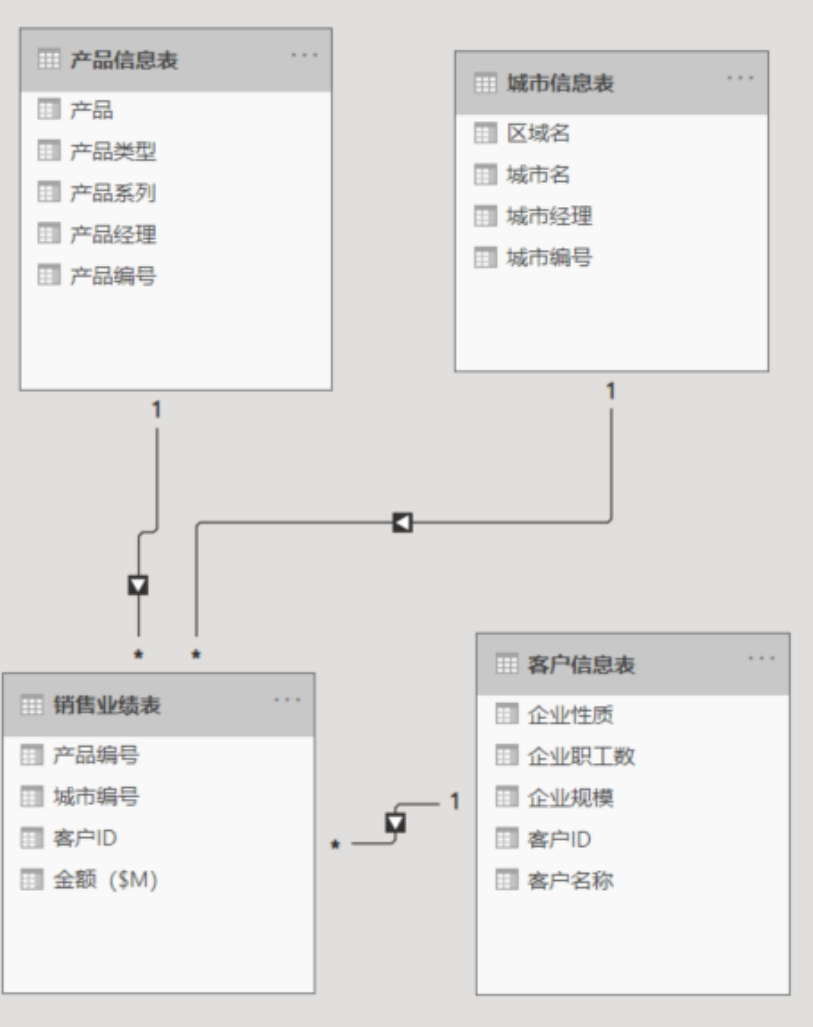 产品信息表 ...
产品
产品类型
产品系列
产品经理
产品编号
城市信息表 ...
区域名
城市名
城市经理
城市编号
1
1
*
*
销售业绩表 ...
产品编号
城市编号
客户ID
金额（$M）
*
1
客户信息表 ...
企业性质
企业职工数
企业规模
客户ID
客户名称